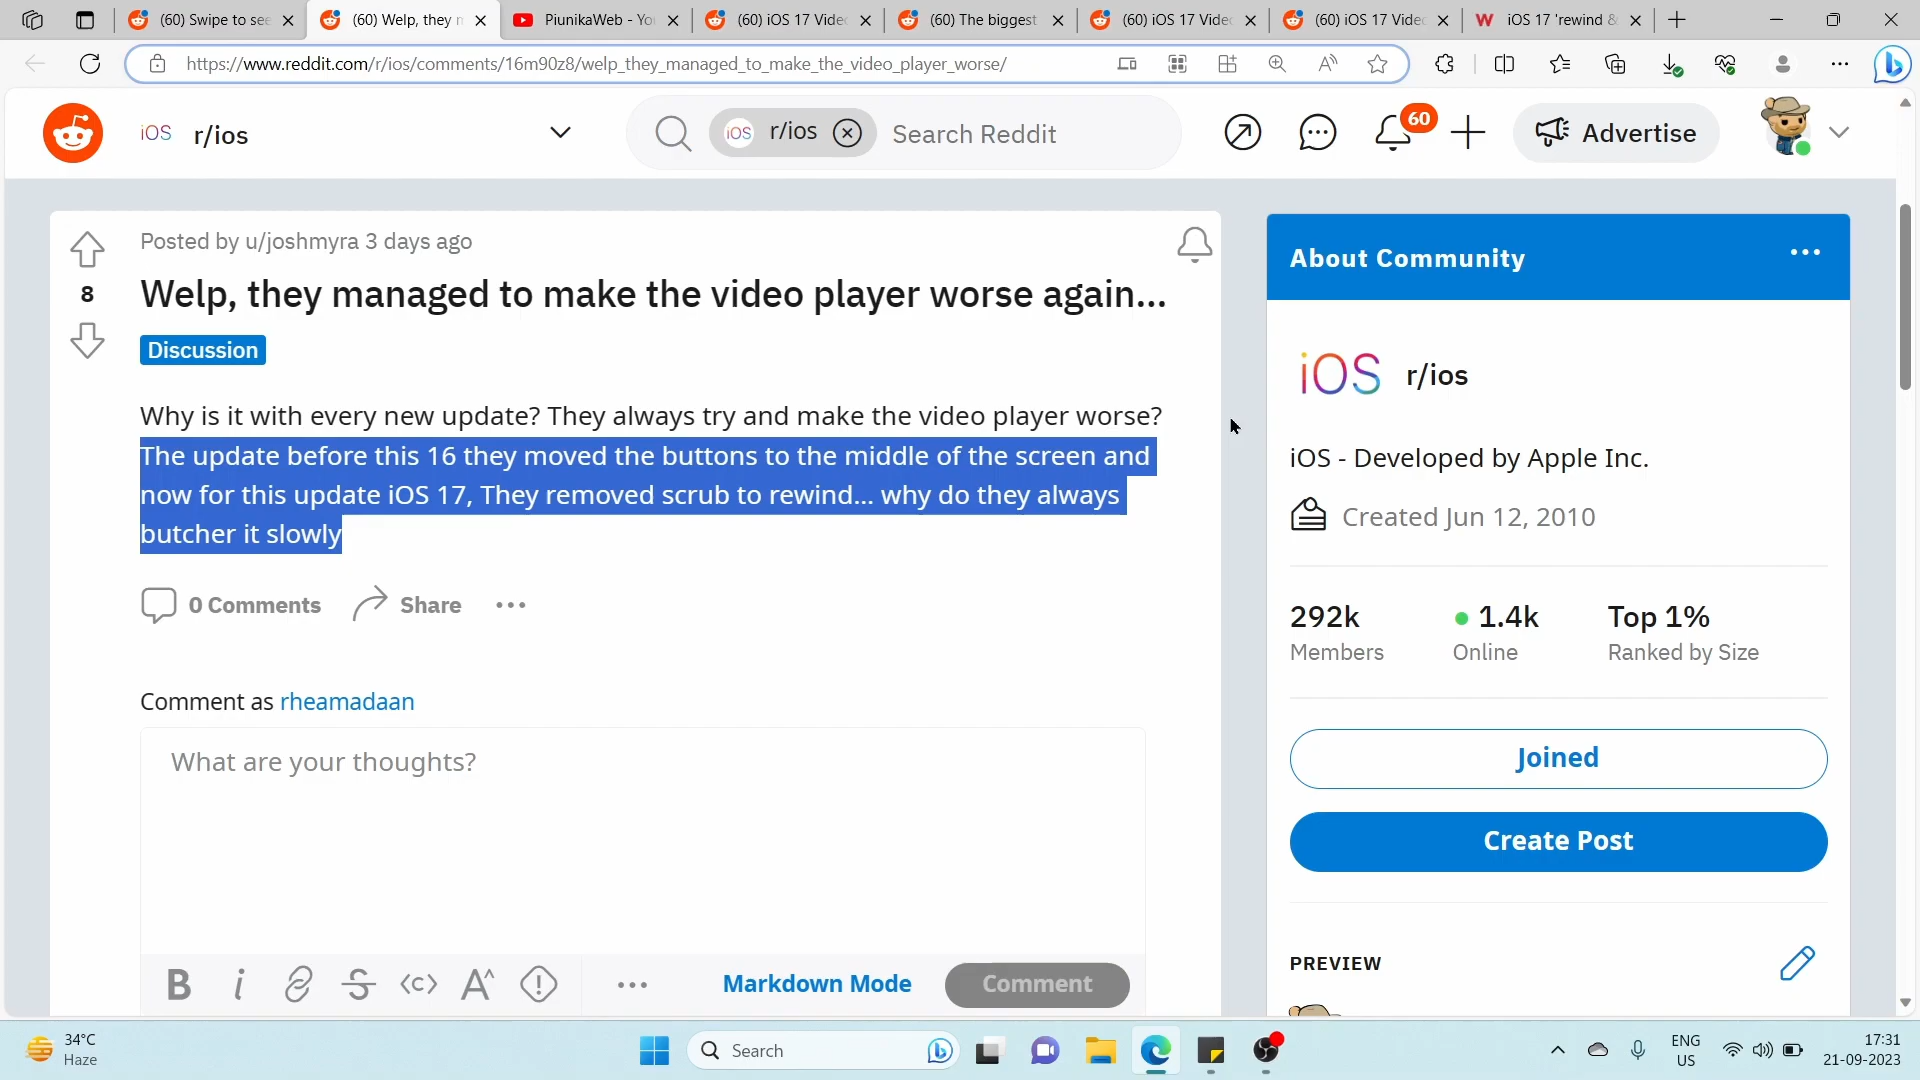 (60) Swipe to see
(60) Welp, they m
PiunikaWeb - Yo
(60) iOS 17 Vide
(60) The biggest
(60) iOS 17 Vide
(60) iOS 17 Vide
iOS 17 'rewind &
https://www.reddit.com/r/ios/comments/16m90z8/welp_they_managed_to_make_the_video_player_worse/
iOS r/ios
iOS r/ios Search Reddit
60
Advertise
Posted by u/joshmyra 3 days ago
8
Welp, they managed to make the video player worse again...
Discussion
Why is it with every new update? They always try and make the video player worse?
The update before this 16 they moved the buttons to the middle of the screen and
now for this update iOS 17, They removed scrub to rewind... why do they always
butcher it slowly
0 Comments Share
Comment as rheamadaan
What are your thoughts?
Markdown Mode
Comment
About Community
iOS r/ios
iOS - Developed by Apple Inc.
Created Jun 12, 2010
292k 1.4k Top 1%
Members Online Ranked by Size
Joined
Create Post
PREVIEW
34°C
Haze
Search
ENG
US
17:31
21-09-2023